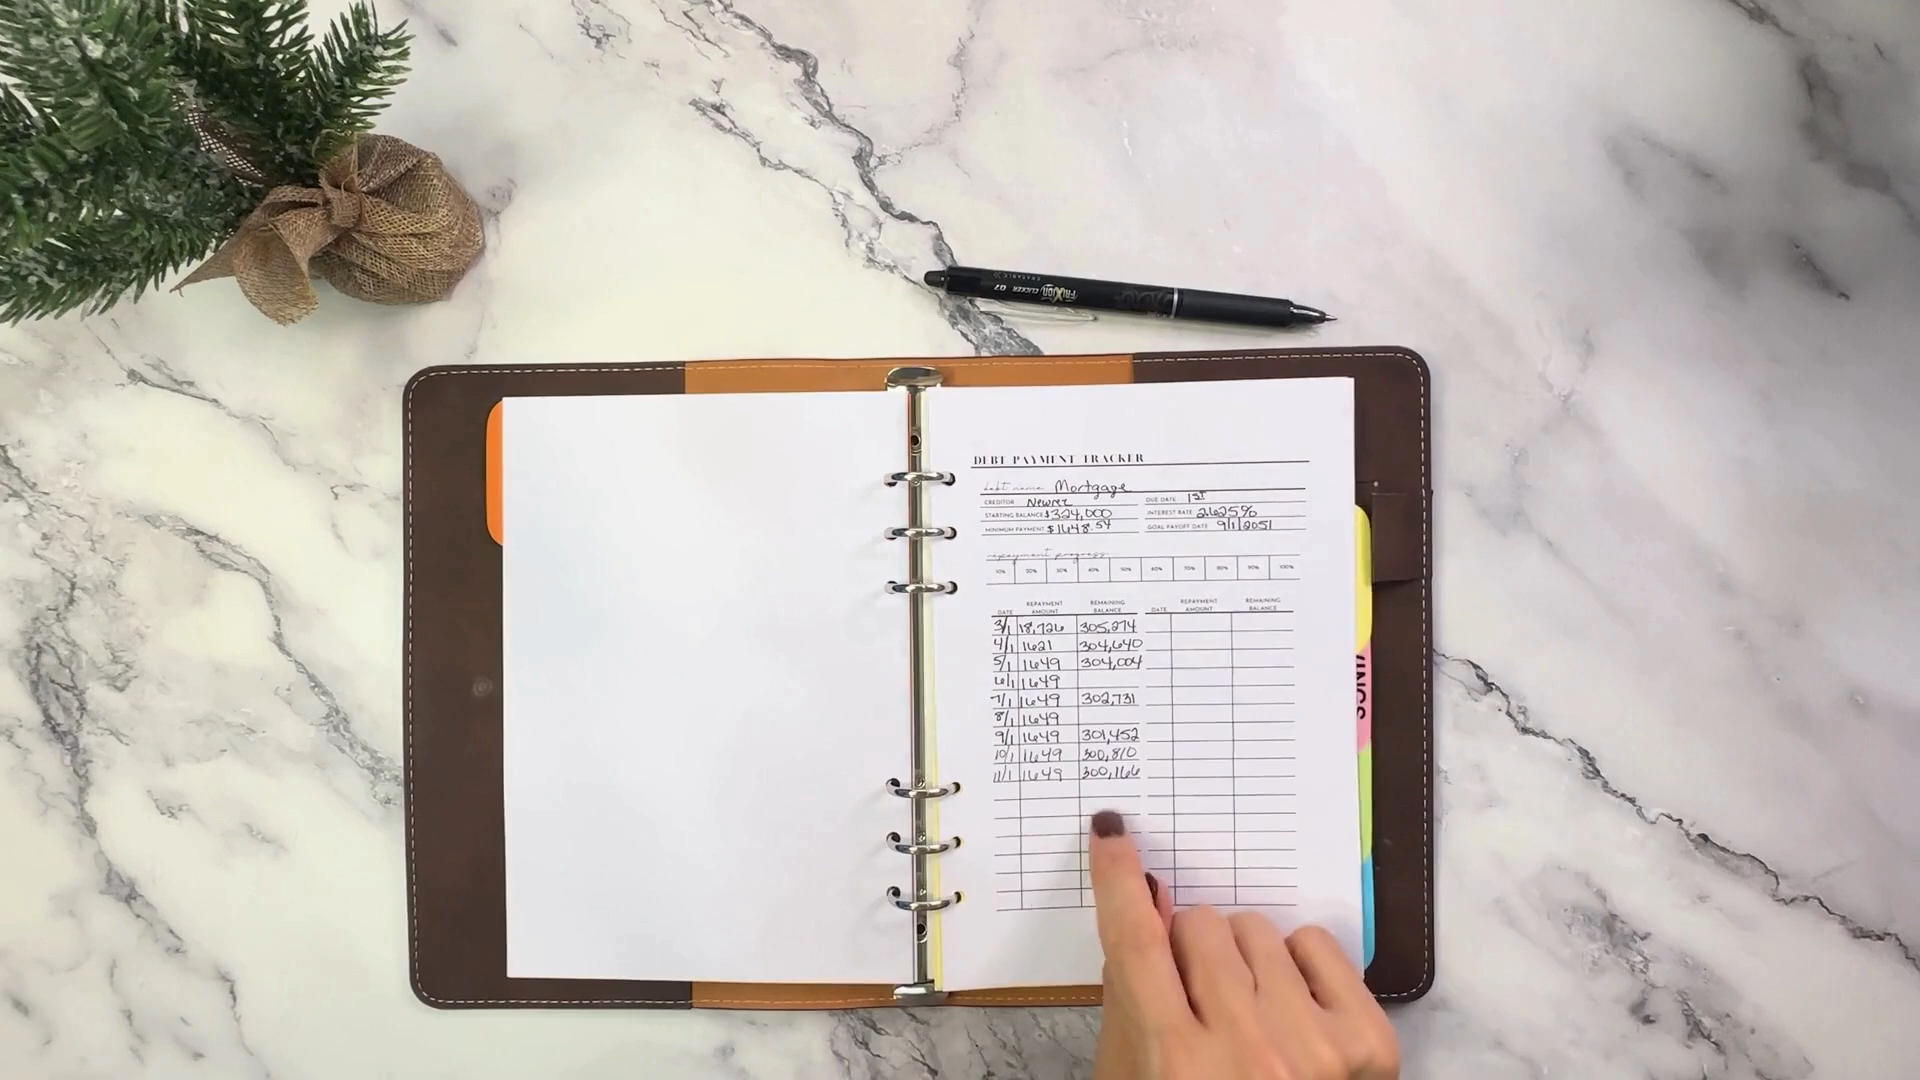 FRIXION CLICKER 07
ERASABLE
DEBT PAYMENT TRACKER
debt name Mortgage
CREDITOR Newrez DUE DATE 1ST
STARTING BALANCE $324,000 INTEREST RATE 2.625%
MINIMUM PAYMENT $1648.54 GOAL PAYOFF DATE 9/1/2051
repayment progress
10% 20% 30% 40% 50% 60% 70% 80% 90% 100%
DATE REPAYMENT AMOUNT REMAINING BALANCE DATE REPAYMENT AMOUNT REMAINING BALANCE
3/1 18,726 305,274
4/1 1621 304,640
5/1 1649 304,004
6/1 1649
7/1 1649 302,731
8/1 1649
9/1 1649 301,452
10/1 1649 300,810
11/1 1649 300,166